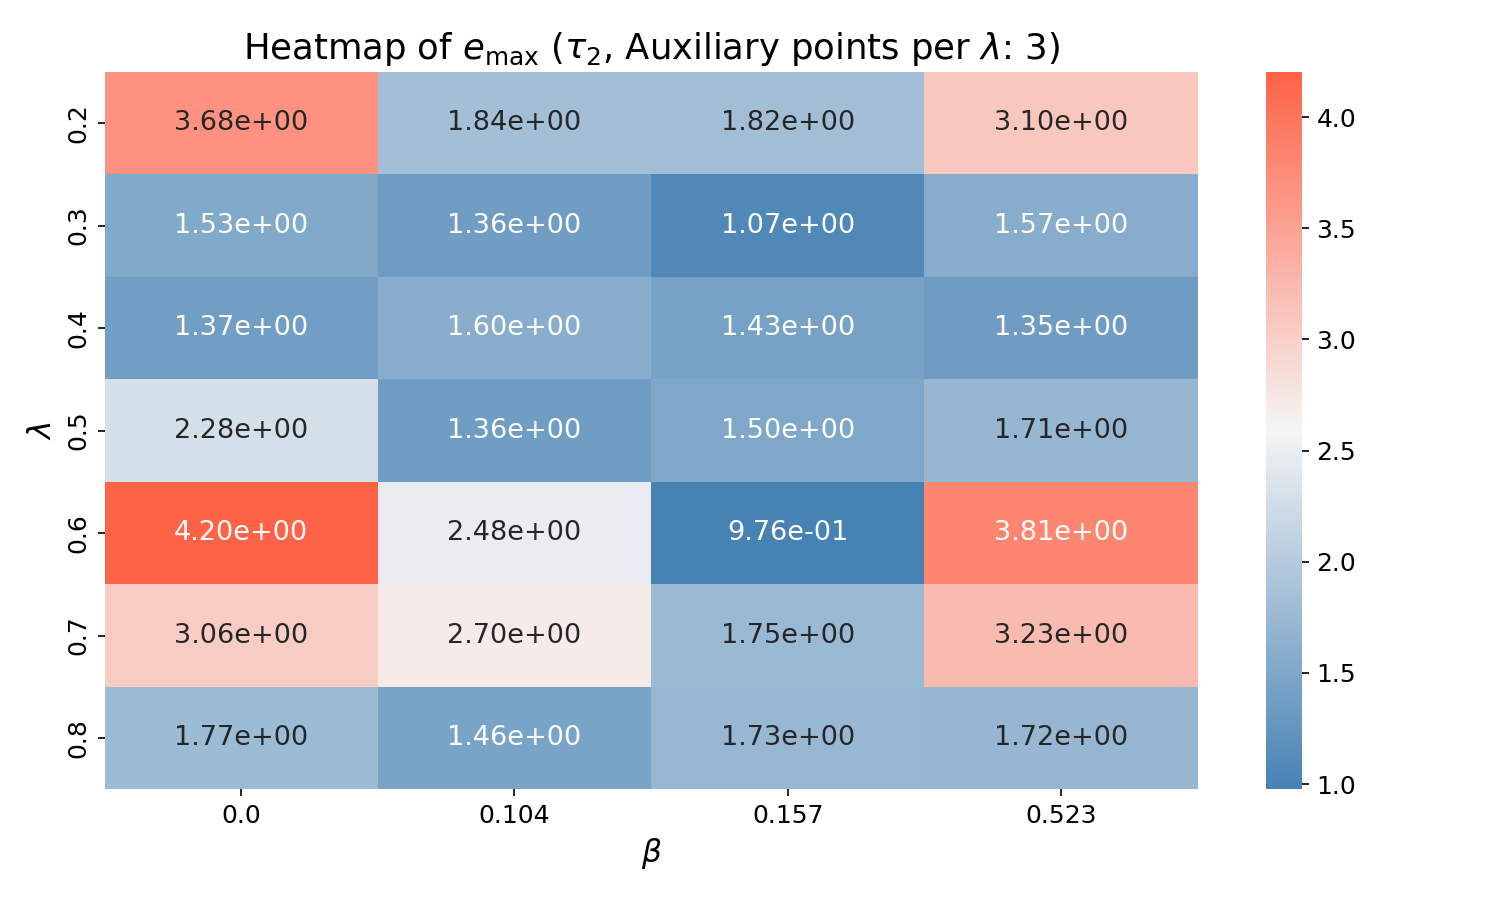 Heatmap of e_max (τ_2, Auxiliary points per λ: 3)
0.2 3.68e+00 1.84e+00 1.82e+00 3.10e+00
0.3 1.53e+00 1.36e+00 1.07e+00 1.57e+00
0.4 1.37e+00 1.60e+00 1.43e+00 1.35e+00
0.5 2.28e+00 1.36e+00 1.50e+00 1.71e+00
0.6 4.20e+00 2.48e+00 9.76e-01 3.81e+00
0.7 3.06e+00 2.70e+00 1.75e+00 3.23e+00
0.8 1.77e+00 1.46e+00 1.73e+00 1.72e+00
λ
0.0 0.104 0.157 0.523
β
4.0
3.5
3.0
2.5
2.0
1.5
1.0